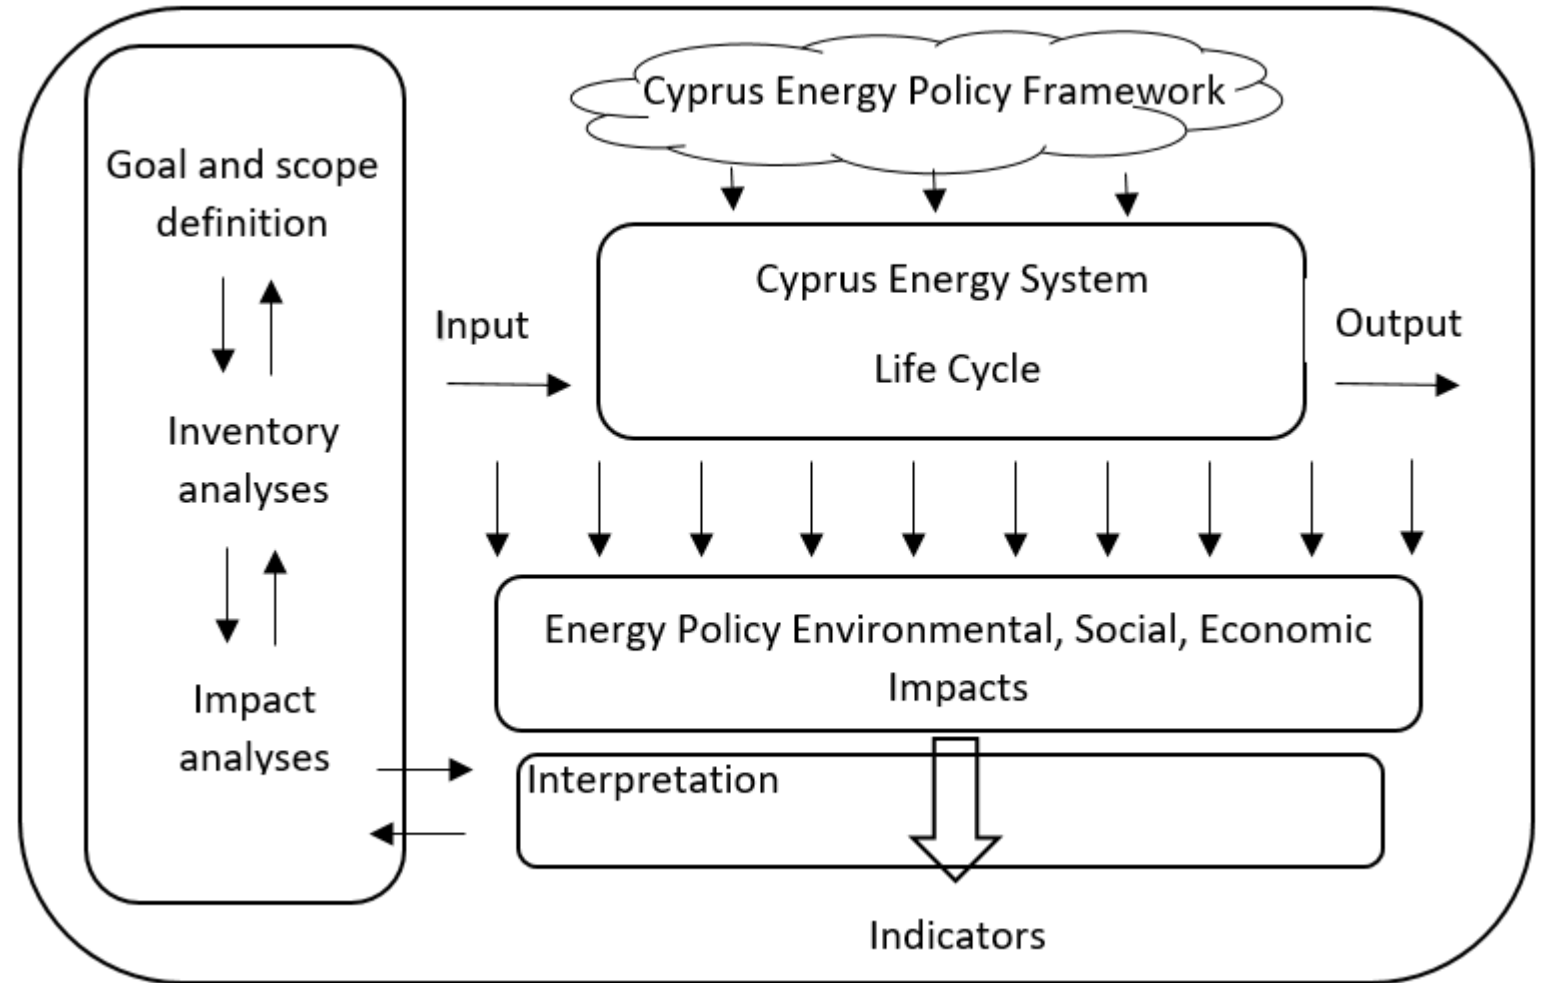 Cyprus Energy Policy Framework
Goal and scope
definition
Cyprus Energy System
Life Cycle
Input
Output
Inventory
analyses
Energy Policy Environmental, Social, Economic
Impacts
Impact
analyses
Interpretation
Indicators